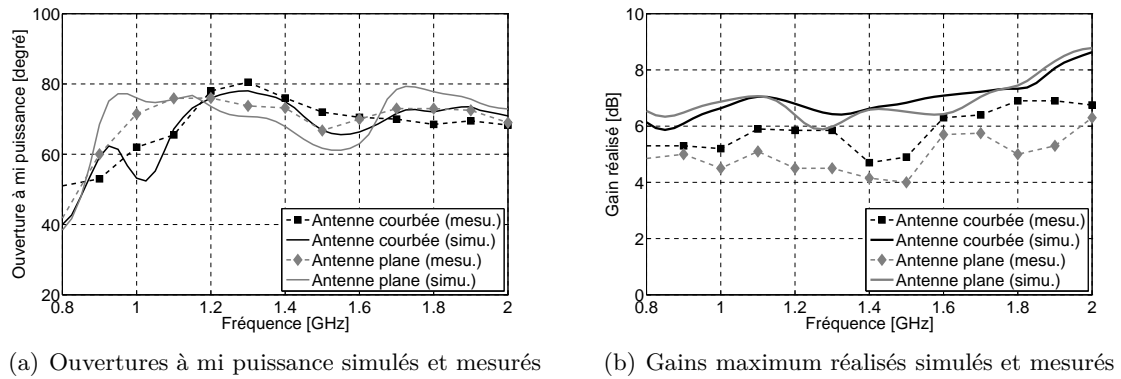 100
80
60
40
20
0.8 1 1.2 1.4 1.6 1.8 2
Ouverture à mi puissance [degré]
Fréquence [GHz]
Antenne courbée (mesu.)
Antenne courbée (simu.)
Antenne plane (mesu.)
Antenne plane (simu.)
(a) Ouvertures à mi puissance simulés et mesurés
10
8
6
4
2
0
0.8 1 1.2 1.4 1.6 1.8 2
Gain réalisé [dB]
Fréquence [GHz]
Antenne courbée (mesu.)
Antenne courbée (simu.)
Antenne plane (mesu.)
Antenne plane (simu.)
(b) Gains maximum réalisés simulés et mesurés